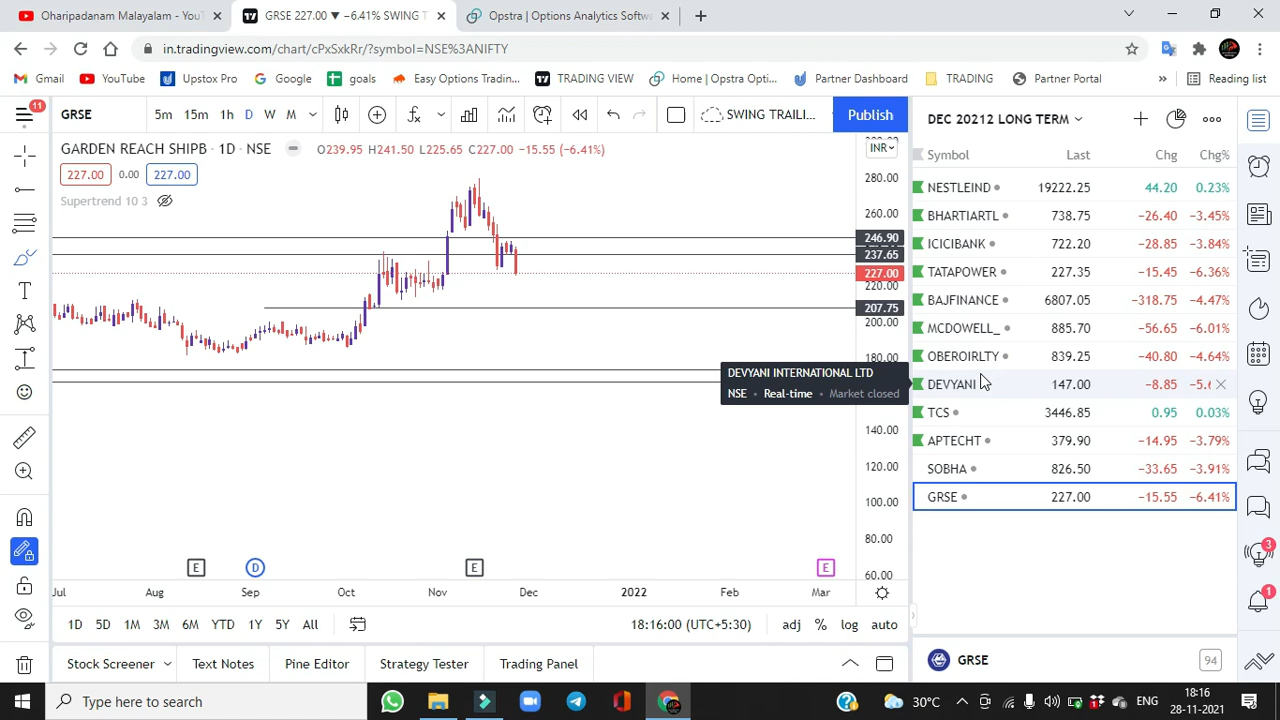 Oharipadanam Malayalam - YouT
GRSE 227.00 ▼ −6.41% SWING T
Opstra | Options Analytics Softwa
in.tradingview.com/chart/cPxSxkRr/?symbol=NSE%3ANIFTY
Gmail YouTube Upstox Pro Google goals Easy Options Tradin... TRADING VIEW Home | Opstra Opti... Partner Dashboard TRADING Partner Portal » Reading list
11
GRSE 5m 15m 1h D W M SWING TRAILI... Publish
DEC 20212 LONG TERM
GARDEN REACH SHIPB · 1D · NSE O239.95 H241.50 L225.65 C227.00 −15.55 (−6.41%)
INR
227.00 0.00 227.00
Supertrend 10 3
280.00
260.00
246.90
237.65
227.00
220.00
207.75
200.00
180.00
140.00
120.00
100.00
80.00
60.00
Symbol Last Chg Chg%
NESTLEIND 19222.25 44.20 0.23%
BHARTIARTL 738.75 −26.40 −3.45%
ICICIBANK 722.20 −28.85 −3.84%
TATAPOWER 227.35 −15.45 −6.36%
BAJFINANCE 6807.05 −318.75 −4.47%
MCDOWELL_ 885.70 −56.65 −6.01%
OBEROIRLTY 839.25 −40.80 −4.64%
DEVYANI INTERNATIONAL LTD
NSE • Real-time • Market closed
DEVYANI 147.00 −8.85 −5.6
TCS 3446.85 0.95 0.03%
APTECHT 379.90 −14.95 −3.79%
SOBHA 826.50 −33.65 −3.91%
GRSE 227.00 −15.55 −6.41%
E D E E
Jul Aug Sep Oct Nov Dec 2022 Feb Mar
1D 5D 1M 3M 6M YTD 1Y 5Y All 18:16:00 (UTC+5:30) adj % log auto
3
1
Stock Screener Text Notes Pine Editor Strategy Tester Trading Panel
GRSE 94
Type here to search
30°C ENG 18:16
28-11-2021